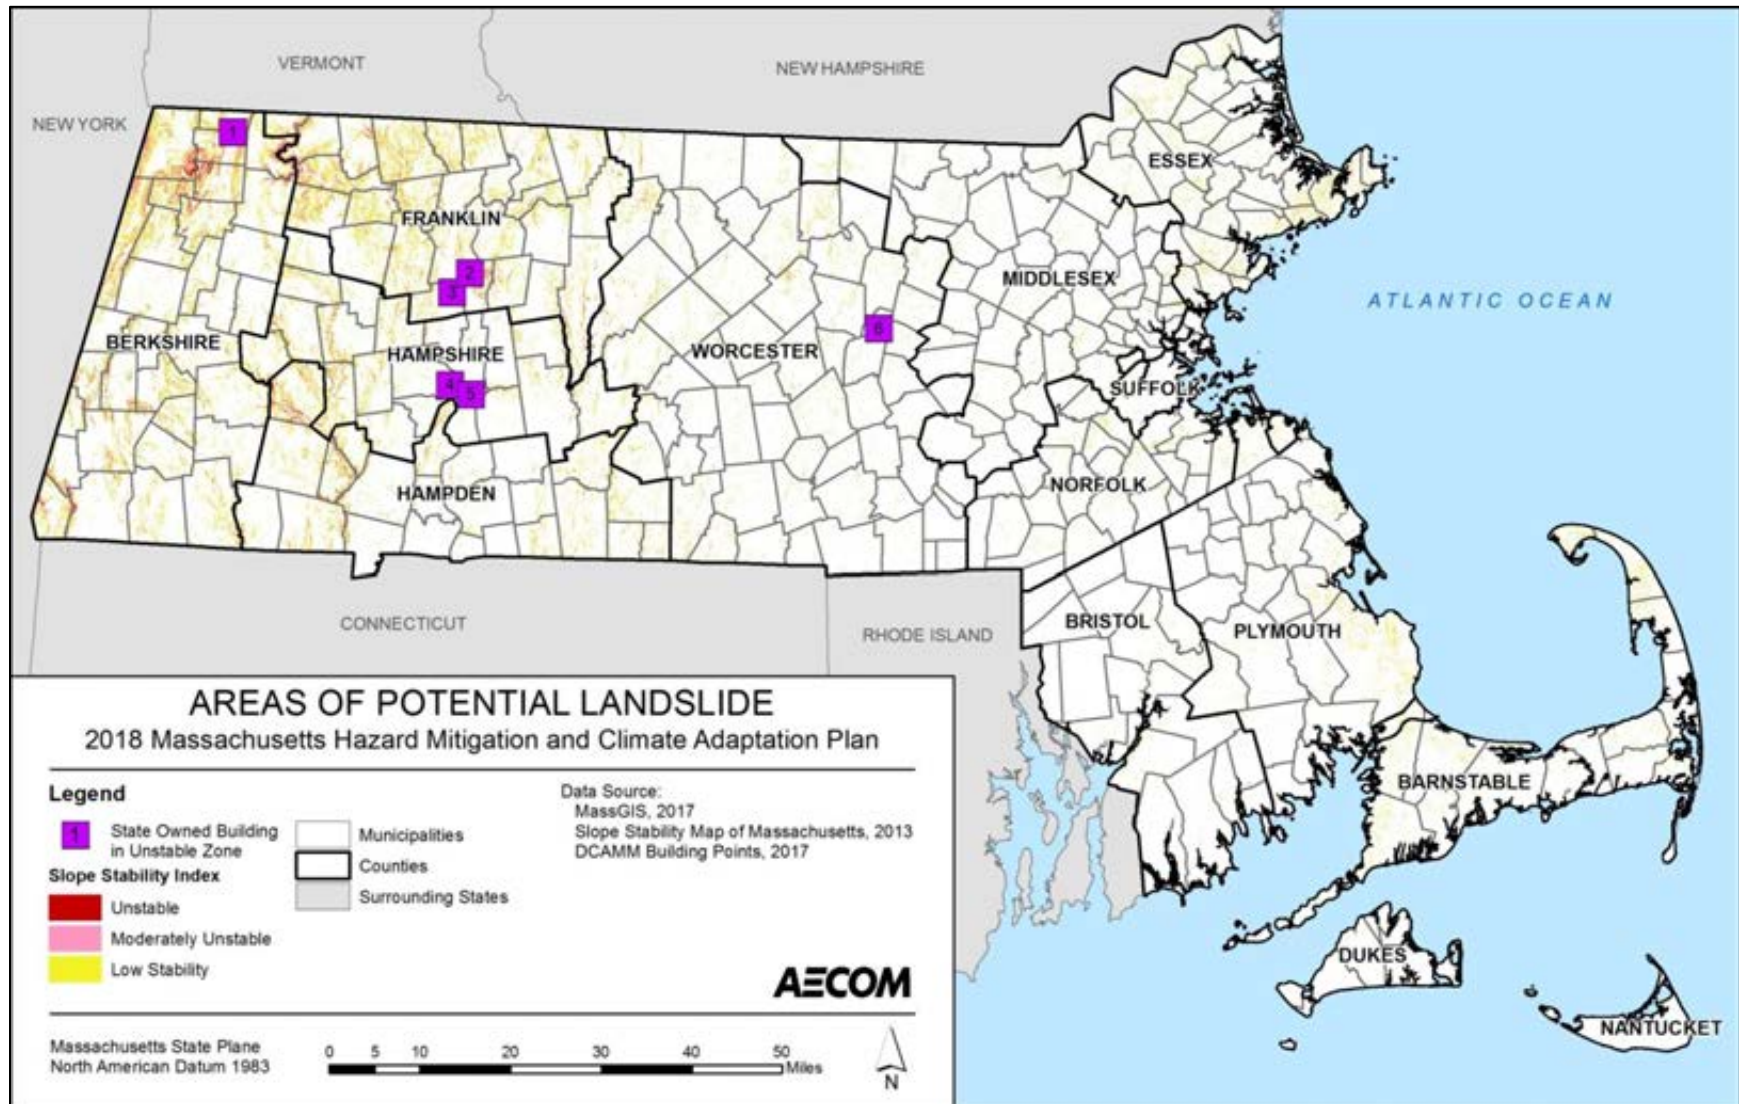 VERMONT
NEW HAMPSHIRE
NEW YORK
1
ESSEX
FRANKLIN
2
3
MIDDLESEX
ATLANTIC OCEAN
6
BERKSHIRE
HAMPSHIRE
WORCESTER
4
5
SUFFOLK
HAMPDEN
NORFOLK
CONNECTICUT
RHODE ISLAND
BRISTOL
PLYMOUTH
BARNSTABLE
DUKES
NANTUCKET
AREAS OF POTENTIAL LANDSLIDE
2018 Massachusetts Hazard Mitigation and Climate Adaptation Plan
Legend
1
State Owned Building
in Unstable Zone
Slope Stability Index
Unstable
Moderately Unstable
Low Stability
Municipalities
Counties
Surrounding States
Data Source:
MassGIS, 2017
Slope Stability Map of Massachusetts, 2013
DCAMM Building Points, 2017
AECOM
Massachusetts State Plane
North American Datum 1983
0 5 10 20 30 40 50
Miles
N